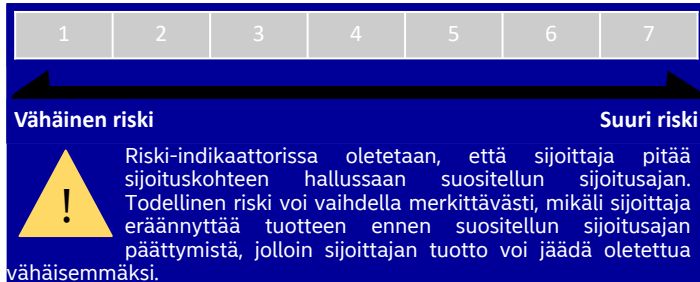 1 2 3 4 5 6 7
Vähäinen riski Suuri riski
Riski-indikaattorissa oletetaan, että sijoittaja pitää
sijoituskohteen hallussaan suositellun sijoitusajan.
Todellinen riski voi vaihdella merkittävästi, mikäli sijoittaja
! eräännyttää tuotteen ennen suositellun sijoitusajan
päättymistä, jolloin sijoittajan tuotto voi jäädä oletettua
vähäisemmäksi.